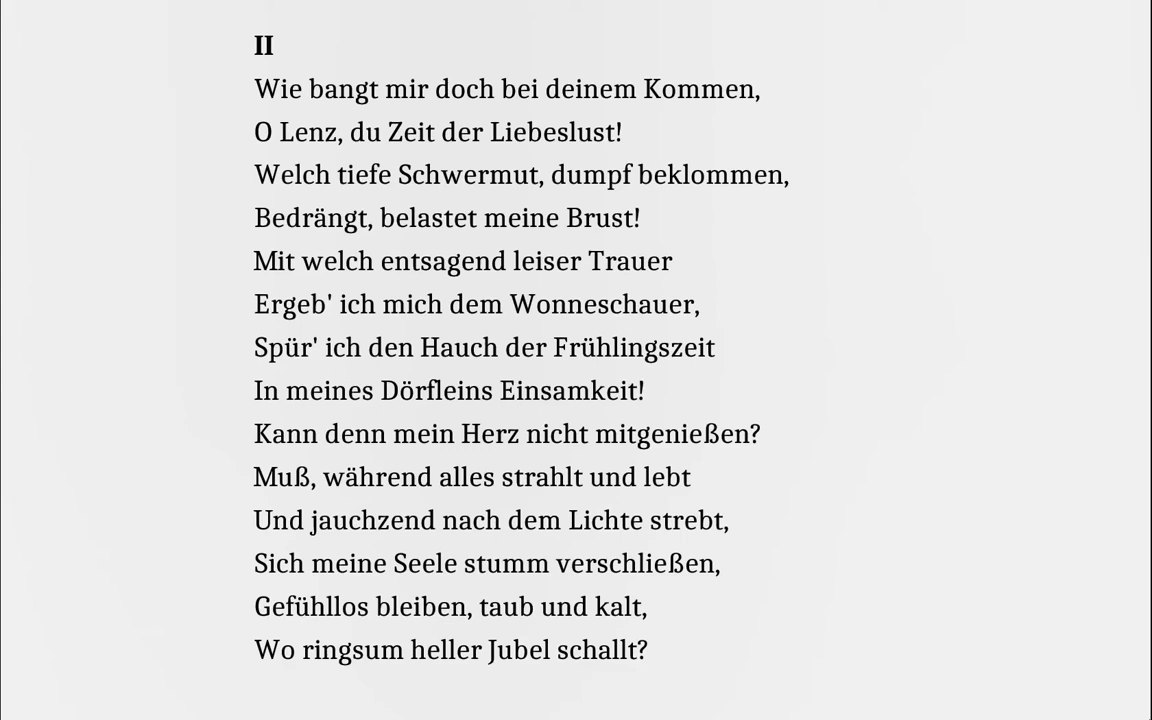 II
Wie bangt mir doch bei deinem Kommen,
O Lenz, du Zeit der Liebeslust!
Welch tiefe Schwermut, dumpf beklommen,
Bedrängt, belastet meine Brust!
Mit welch entsagend leiser Trauer
Ergeb' ich mich dem Wonneschauer,
Spür' ich den Hauch der Frühlingszeit
In meines Dörfleins Einsamkeit!
Kann denn mein Herz nicht mitgenießen?
Muß, während alles strahlt und lebt
Und jauchzend nach dem Lichte strebt,
Sich meine Seele stumm verschließen,
Gefühllos bleiben, taub und kalt,
Wo ringsum heller Jubel schallt?